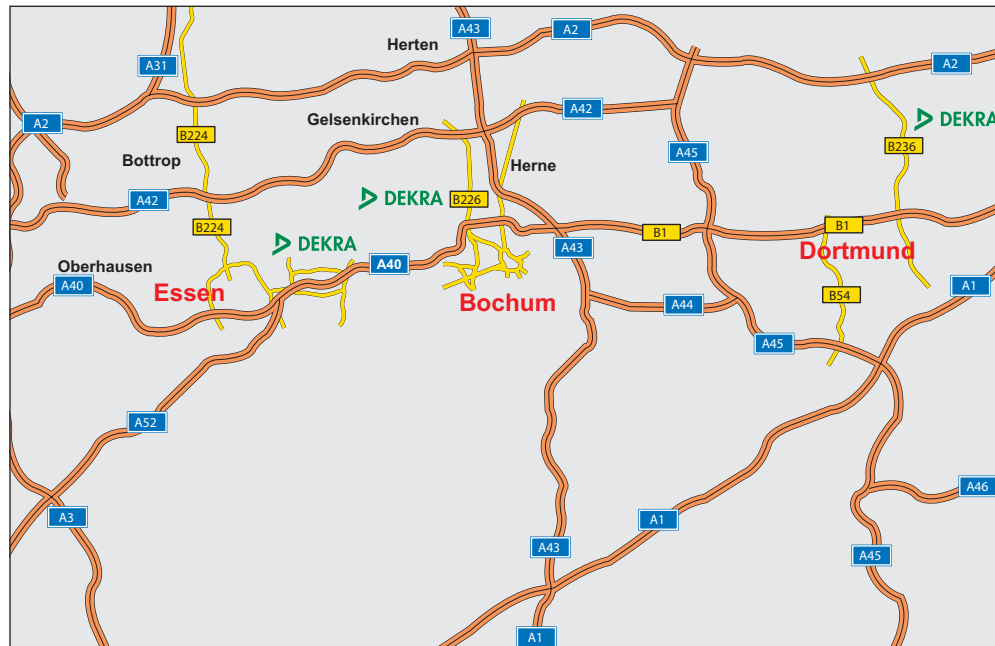 A43
A2
Herten
A31
A2
A2
Gelsenkirchen
A42
DEKRA
B224
B236
Bottrop
A45
Herne
A42
DEKRA
B226
B224
B1
B1
DEKRA
A43
Dortmund
Oberhausen
A40
A40
Essen
Bochum
A44
B54
A1
A45
A52
A46
A3
A1
A43
A45
A1